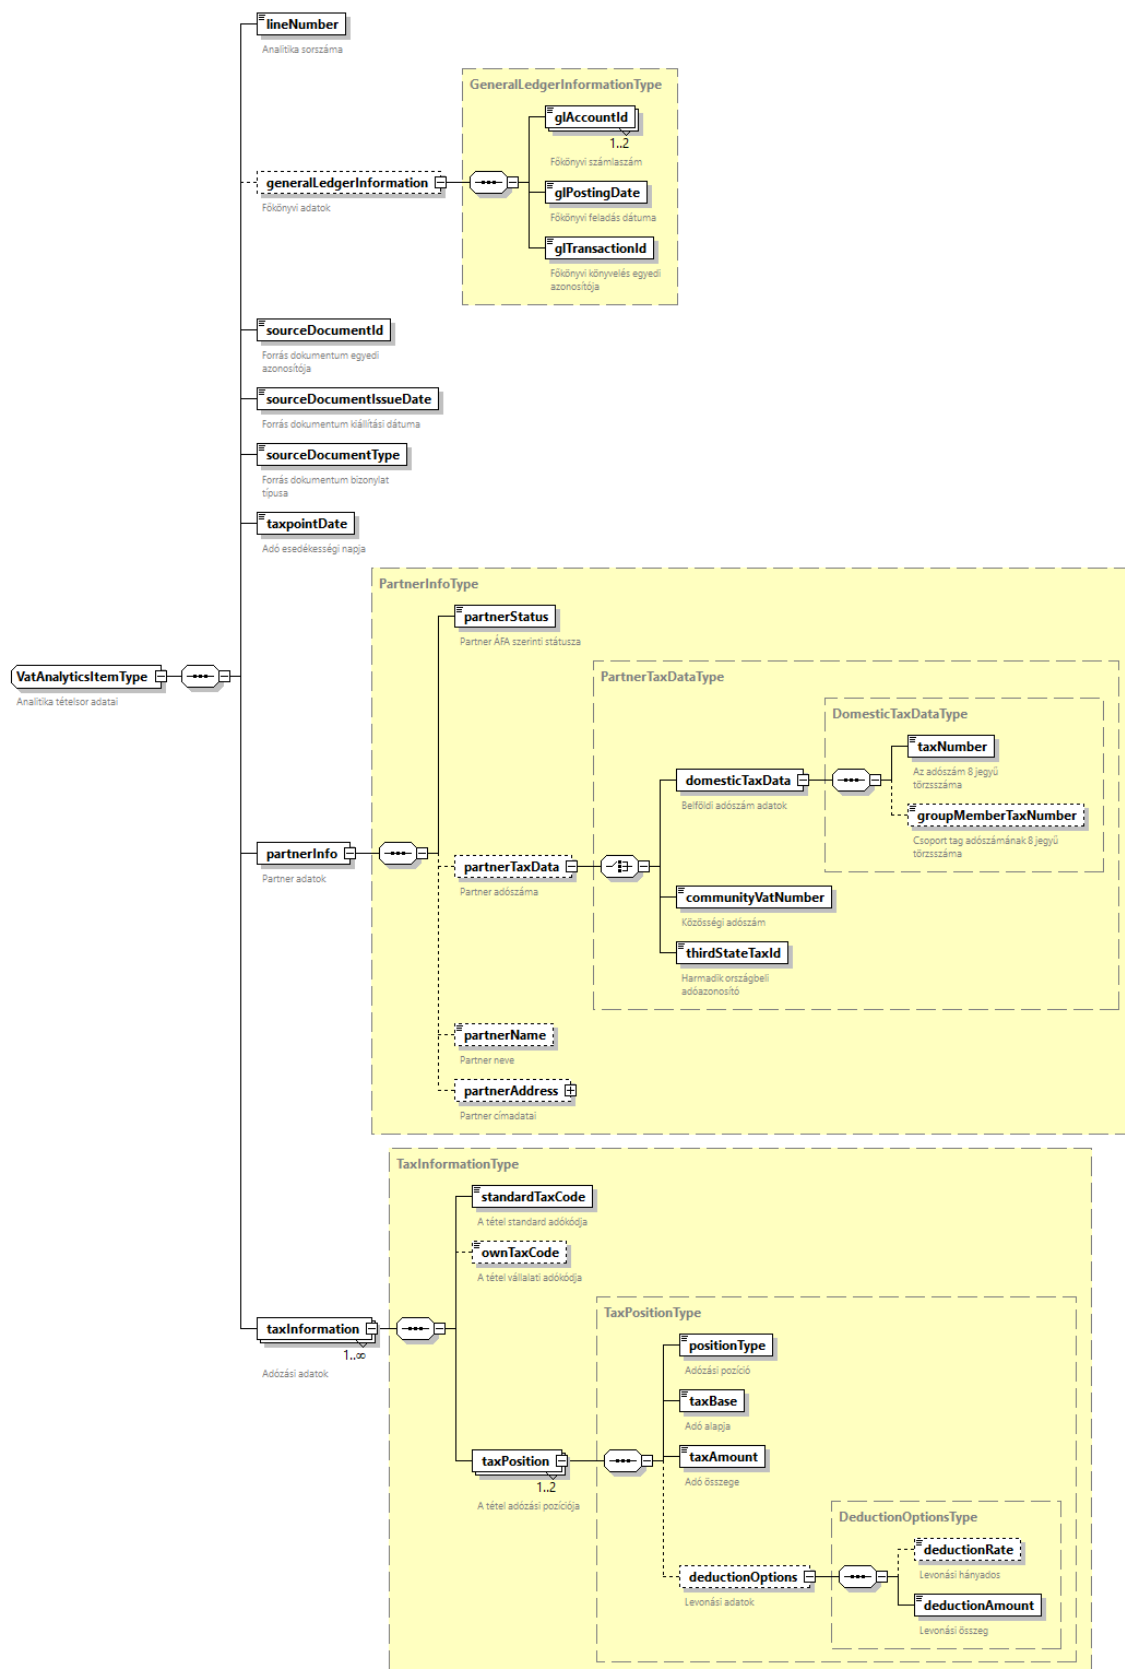 lineNumber
Analitika sorszáma
GeneralLedgerInformationType
glAccountId
1..2
Főkönyvi számlaszám
generalLedgerInformation
Főkönyvi adatok
glPostingDate
Főkönyvi feladás dátuma
glTransactionId
Főkönyvi könyvelés egyedi
azonosítója
sourceDocumentId
Forrás dokumentum egyedi
azonosítója
sourceDocumentIssueDate
Forrás dokumentum kiállítási dátuma
sourceDocumentType
Forrás dokumentum bizonylat
típusa
taxpointDate
Adó esedékességi napja
PartnerInfoType
partnerStatus
Partner ÁFA szerinti státusza
VatAnalyticsItemType
Analitika tételsor adatai
PartnerTaxDataType
DomesticTaxDataType
taxNumber
Az adószám 8 jegyű
törzsszáma
domesticTaxData
Belföldi adószám adatok
groupMemberTaxNumber
Csoport tag adószámának 8 jegyű
törzsszáma
partnerInfo
Partner adatok
partnerTaxData
Partner adószáma
communityVatNumber
Közösségi adószám
thirdStateTaxId
Harmadik országbeli
adóazonosító
partnerName
Partner neve
partnerAddress
Partner címadatai
TaxInformationType
standardTaxCode
A tétel standard adókódja
ownTaxCode
A tétel vállalati adókódja
taxInformation
1..∞
Adózási adatok
TaxPositionType
positionType
Adózási pozíció
taxBase
Adó alapja
taxPosition
1..2
A tétel adózási pozíciója
taxAmount
Adó összege
DeductionOptionsType
deductionRate
Levonási hányados
deductionOptions
Levonási adatok
deductionAmount
Levonási összeg